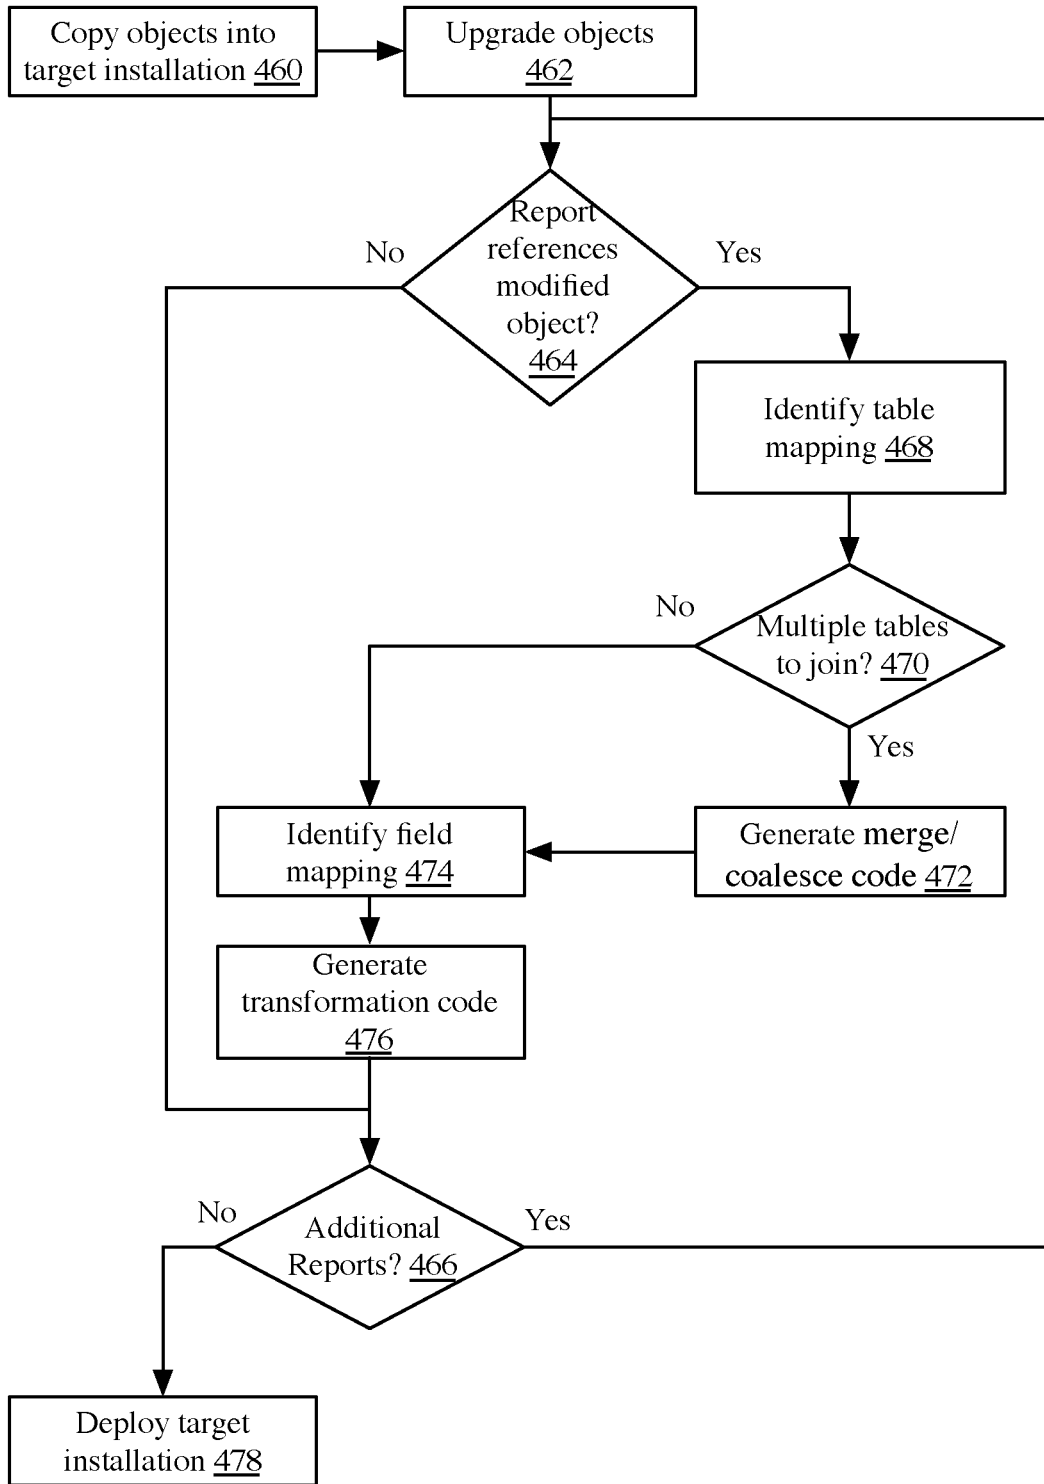 Copy objects into
target installation 460
Upgrade objects
462
Report
references
modified
object?
464
No
Yes
Identify table
mapping 468
No
Multiple tables
to join? 470
Yes
Identify field
mapping 474
Generate merge/
coalesce code 472
Generate
transformation code
476
No
Additional
Reports? 466
Yes
Deploy target
installation 478